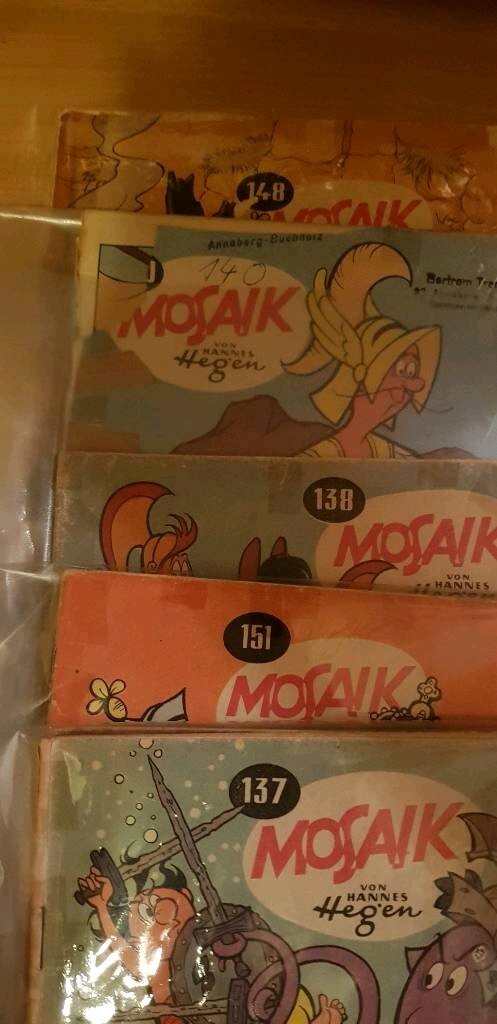 148
MOSAIK
Annaberg-Buchholz
140
Bertram
MOSAIK
VON
HANNES
Hegen
138
MOSAIK
VON
HANNES
151
MOSAIK
137
MOSAIK
VON
HANNES
Hegen